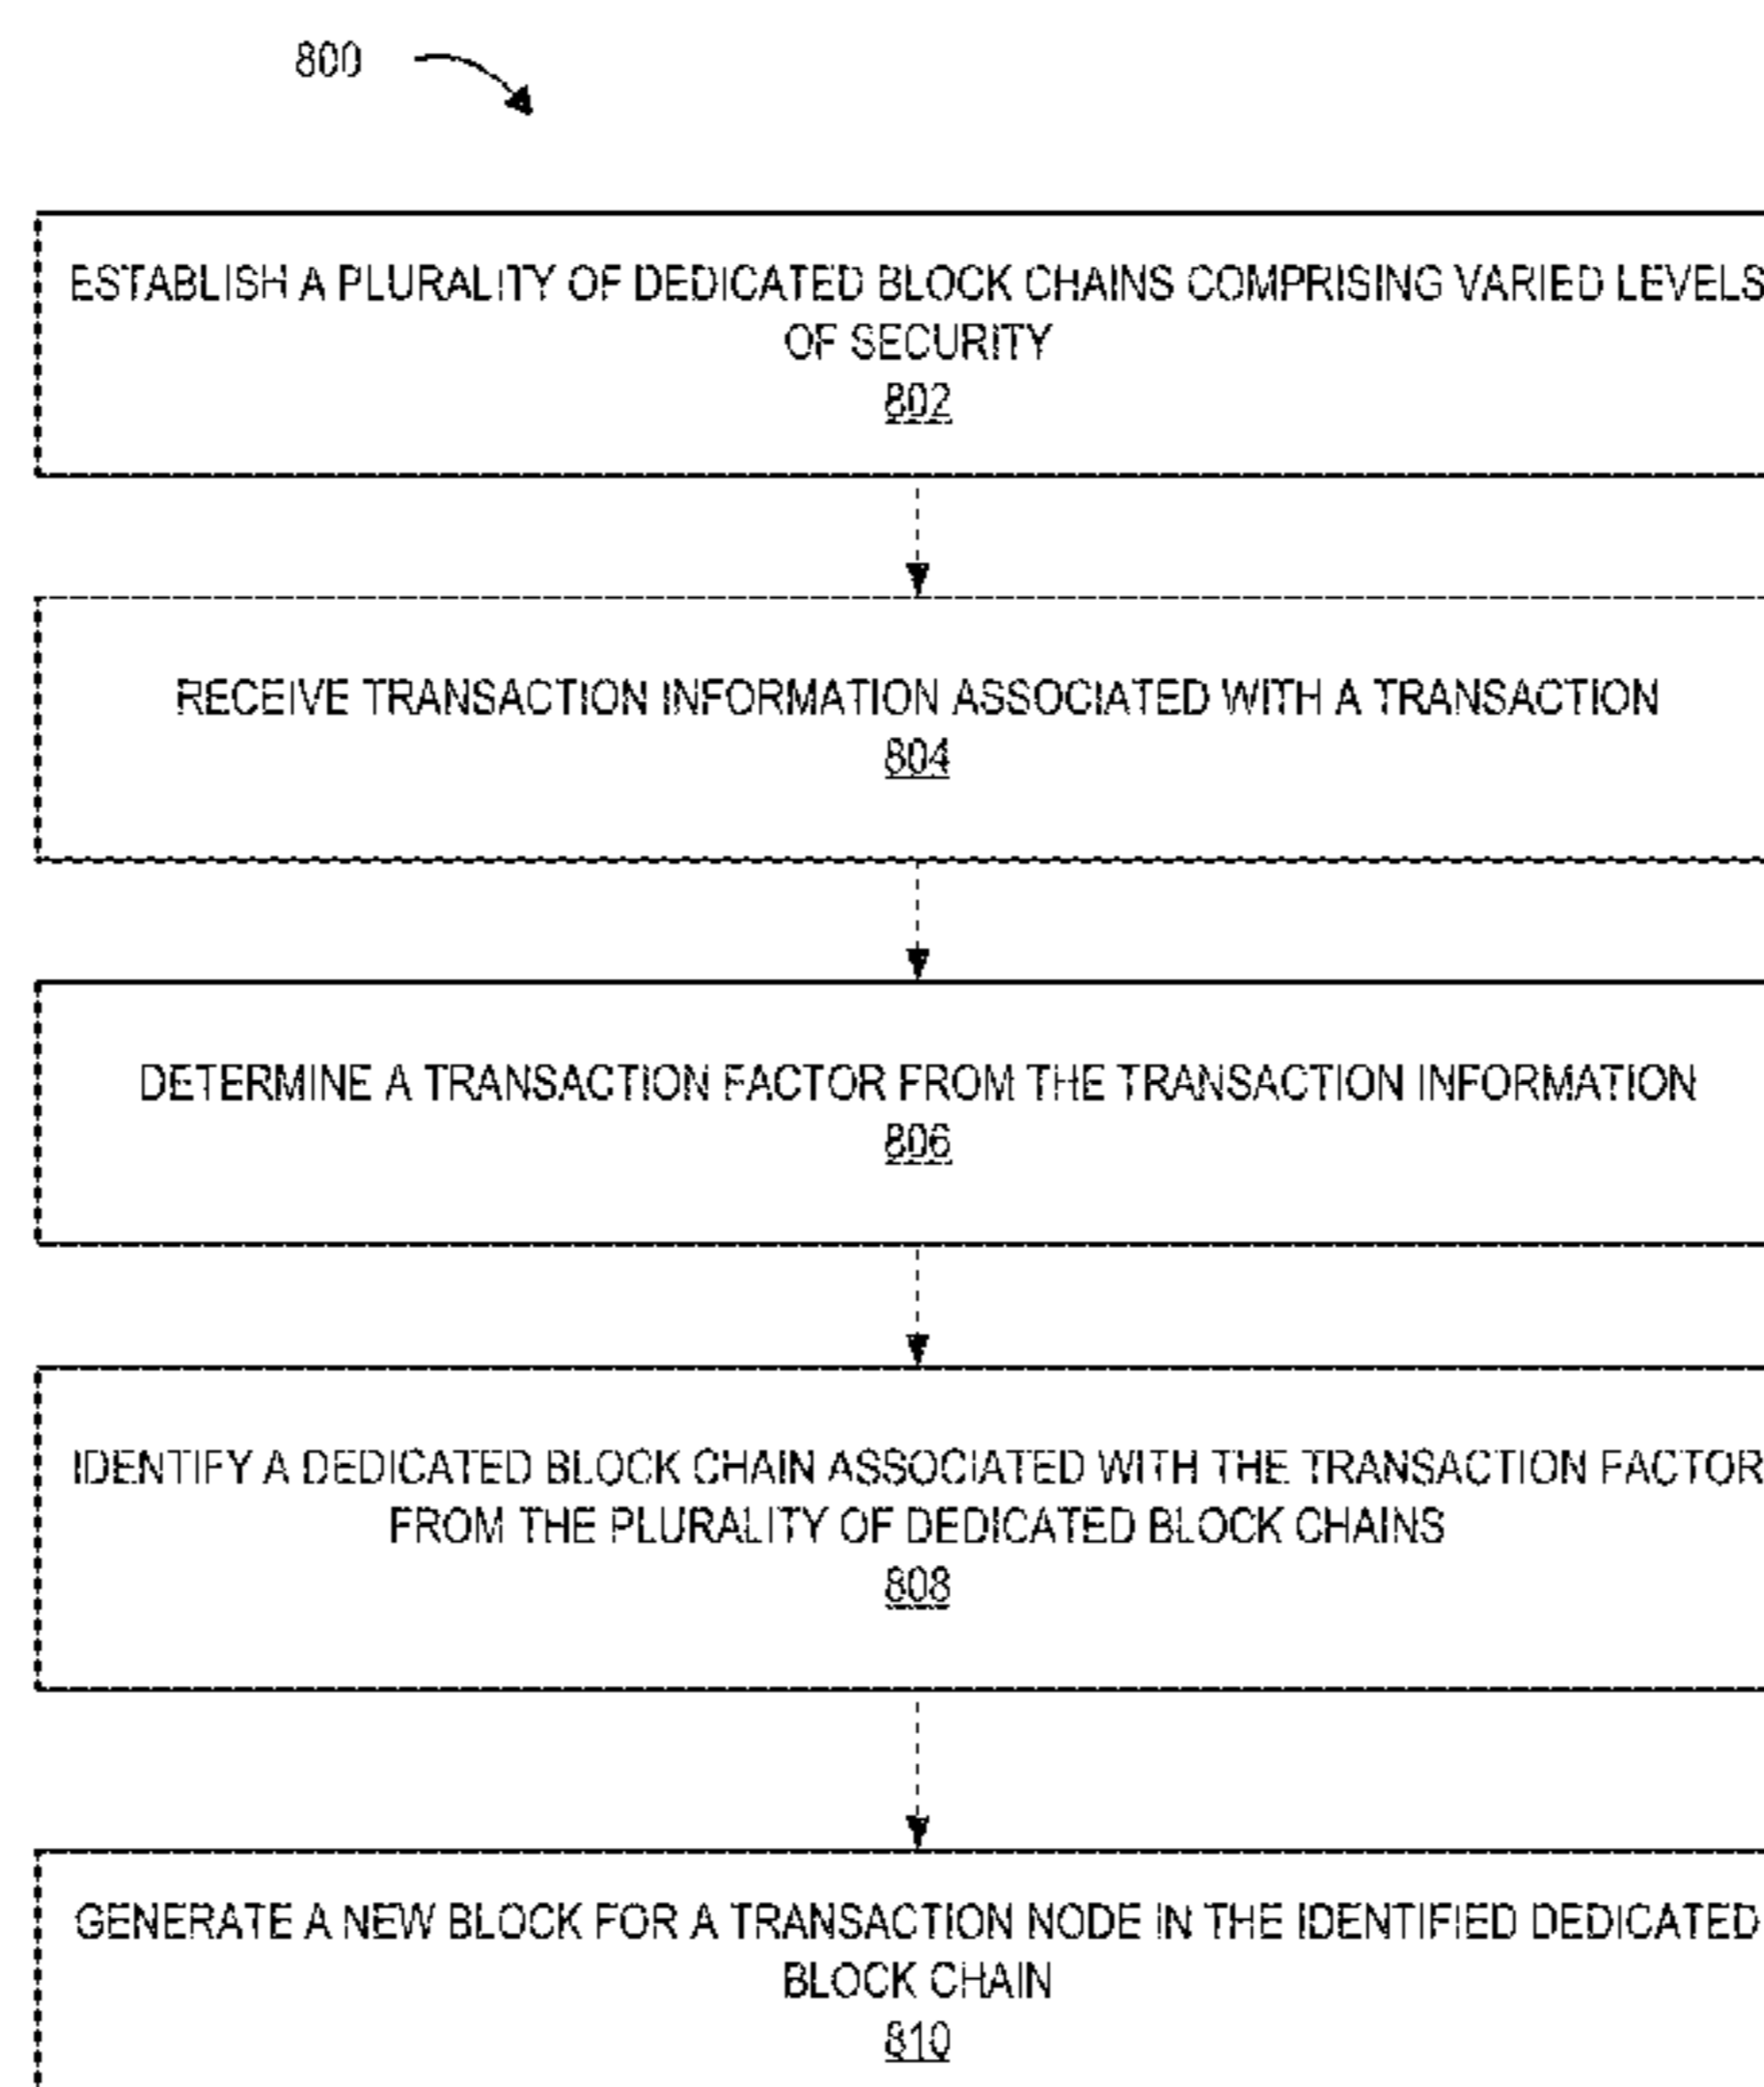 800
ESTABLISH A PLURALITY OF DEDICATED BLOCK CHAINS COMPRISING VARIED LEVELS
OF SECURITY
802
RECEIVE TRANSACTION INFORMATION ASSOCIATED WITH A TRANSACTION
804
DETERMINE A TRANSACTION FACTOR FROM THE TRANSACTION INFORMATION
806
IDENTIFY A DEDICATED BLOCK CHAIN ASSOCIATED WITH THE TRANSACTION FACTOR
FROM THE PLURALITY OF DEDICATED BLOCK CHAINS
808
GENERATE A NEW BLOCK FOR A TRANSACTION NODE IN THE IDENTIFIED DEDICATED
BLOCK CHAIN
810